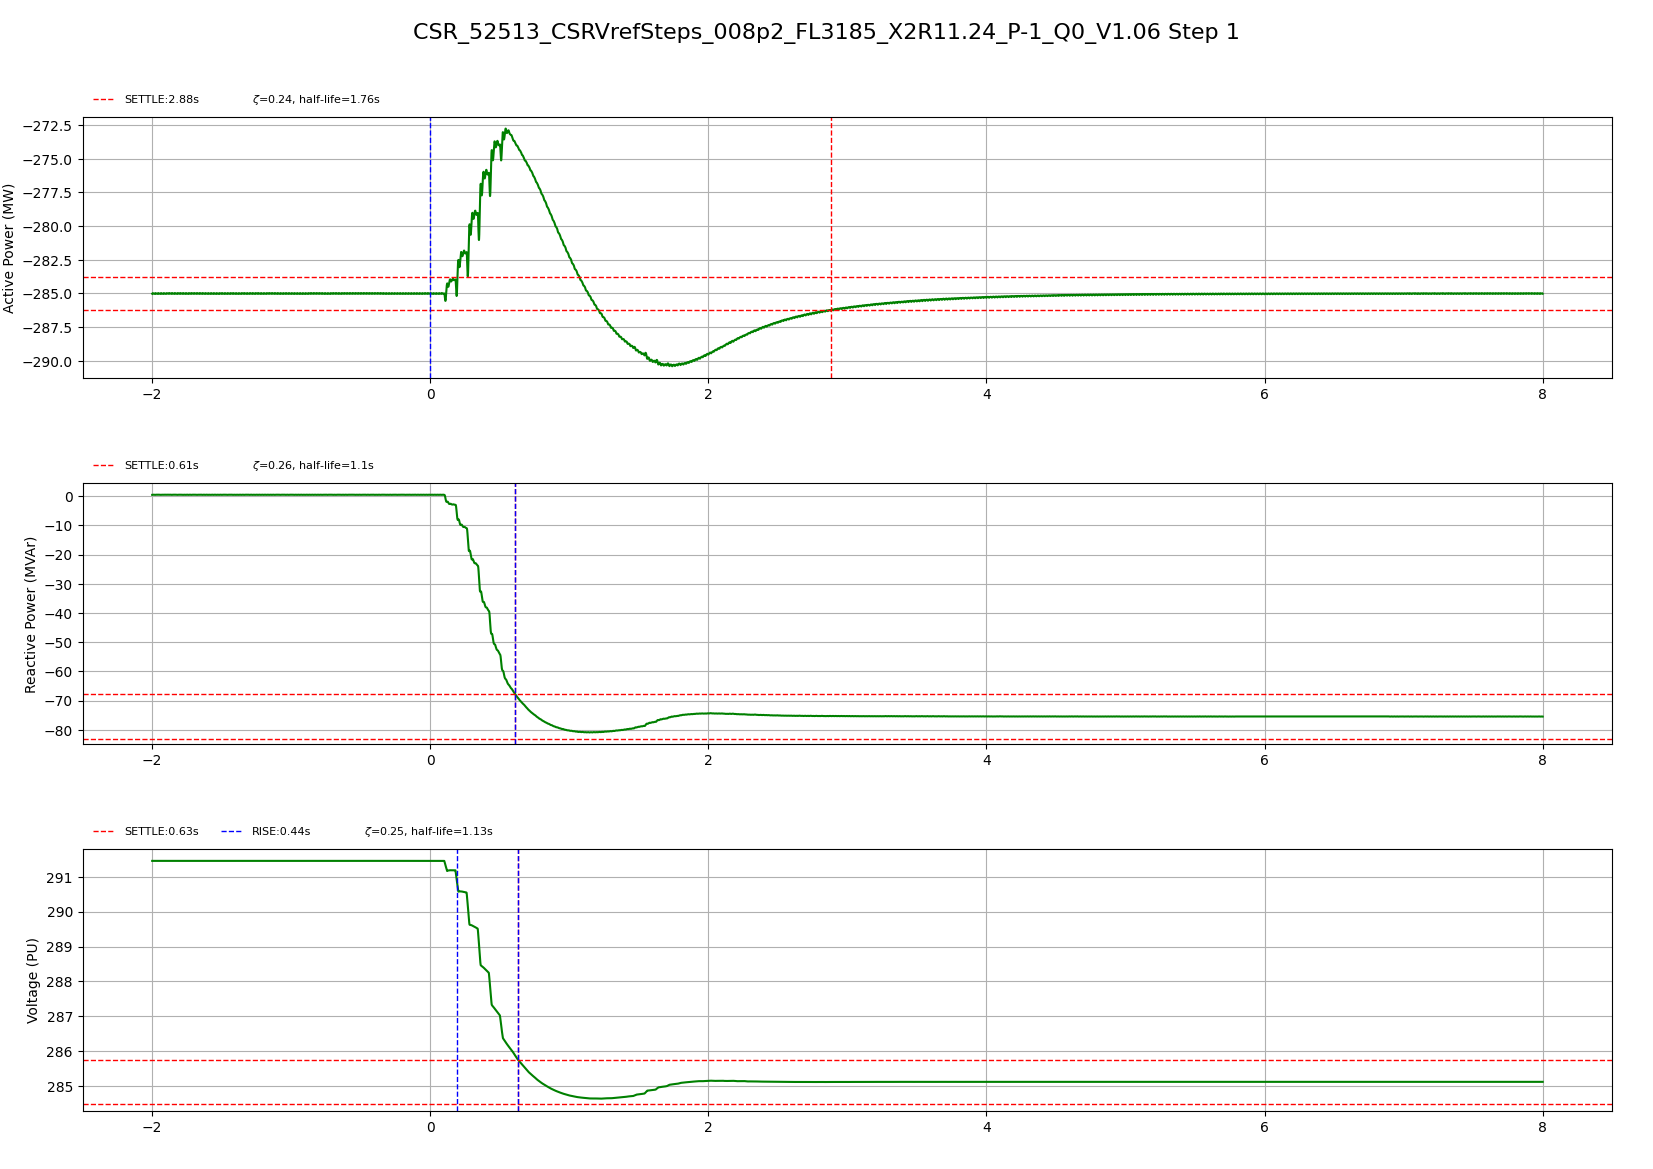 CSR_52513_CSRVrefSteps_008p2_FL3185_X2R11.24_P-1_Q0_V1.06 Step 1
SETTLE:2.88s ζ=0.24, half-life=1.76s
Active Power (MW)
−272.5
−275.0
−277.5
−280.0
−282.5
−285.0
−287.5
−290.0
−2 0 2 4 6 8
SETTLE:0.61s ζ=0.26, half-life=1.1s
Reactive Power (MVAr)
0
−10
−20
−30
−40
−50
−60
−70
−80
−2 0 2 4 6 8
SETTLE:0.63s RISE:0.44s ζ=0.25, half-life=1.13s
Voltage (PU)
291
290
289
288
287
286
285
−2 0 2 4 6 8